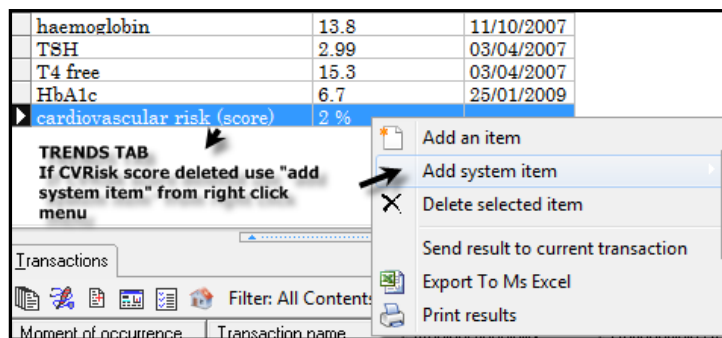 haemoglobin 13.8 11/10/2007
TSH 2.99 03/04/2007
T4 free 15.3 03/04/2007
HbA1c 6.7 25/01/2009
cardiovascular risk (score) 2 %
TRENDS TAB
If CVRisk score deleted use "add
system item" from right click
menu
Add an item
Add system item
Delete selected item
Send result to current transaction
Export To Ms Excel
Print results
Transactions
Filter: All Contents
Moment of occurrence Transaction name